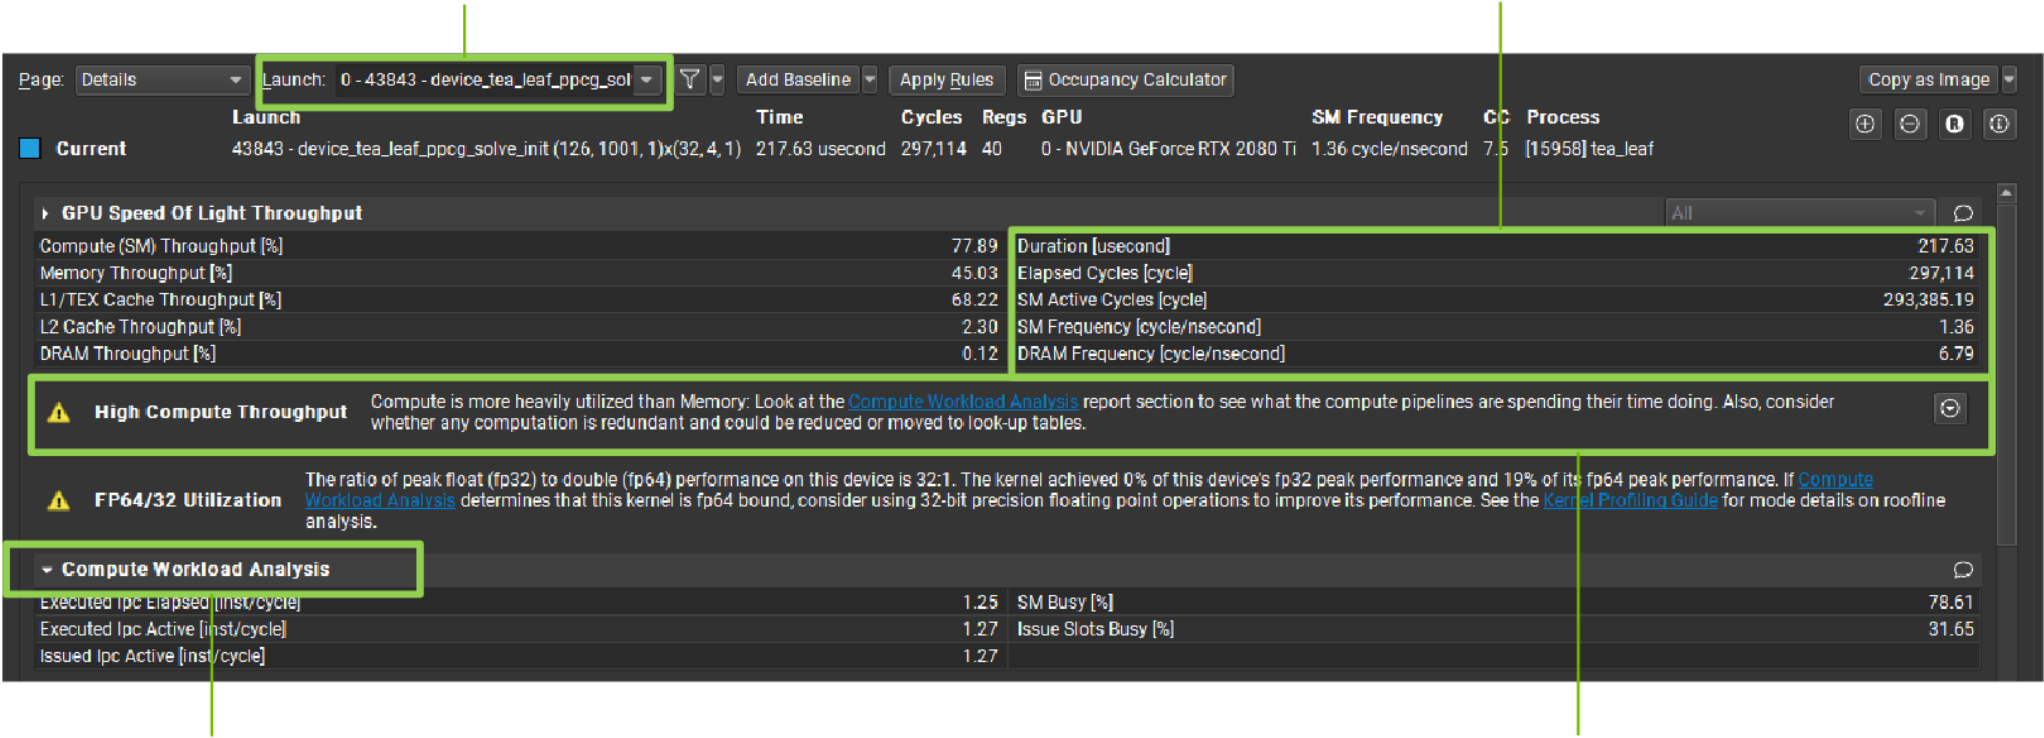 Page: Details Launch: 0 - 43843 - device_tea_leaf_ppcg_sol Add Baseline Apply Rules Occupancy Calculator Copy as Image
Launch Time Cycles Regs GPU SM Frequency CC Process
Current 43843 - device_tea_leaf_ppcg_solve_init (126, 1001, 1)x(32, 4, 1) 217.63 usecond 297,114 40 0 - NVIDIA GeForce RTX 2080 Ti 1.36 cycle/nsecond 7.5 [15958] tea_leaf
GPU Speed Of Light Throughput All
Compute (SM) Throughput [%] 77.89 Duration [usecond] 217.63
Memory Throughput [%] 45.03 Elapsed Cycles [cycle] 297,114
L1/TEX Cache Throughput [%] 68.22 SM Active Cycles [cycle] 293,385.19
L2 Cache Throughput [%] 2.30 SM Frequency [cycle/nsecond] 1.36
DRAM Throughput [%] 0.12 DRAM Frequency [cycle/nsecond] 6.79
High Compute Throughput Compute is more heavily utilized than Memory: Look at the Compute Workload Analysis report section to see what the compute pipelines are spending their time doing. Also, consider
whether any computation is redundant and could be reduced or moved to look-up tables.
The ratio of peak float (fp32) to double (fp64) performance on this device is 32:1. The kernel achieved 0% of this device's fp32 peak performance and 19% of its fp64 peak performance. If Compute
FP64/32 Utilization Workload Analysis determines that this kernel is fp64 bound, consider using 32-bit precision floating point operations to improve its performance. See the Kernel Profiling Guide for mode details on roofline
analysis.
Compute Workload Analysis
Executed Ipc Elapsed [inst/cycle] 1.25 SM Busy [%] 78.61
Executed Ipc Active [inst/cycle] 1.27 Issue Slots Busy [%] 31.65
Issued Ipc Active [inst/cycle] 1.27